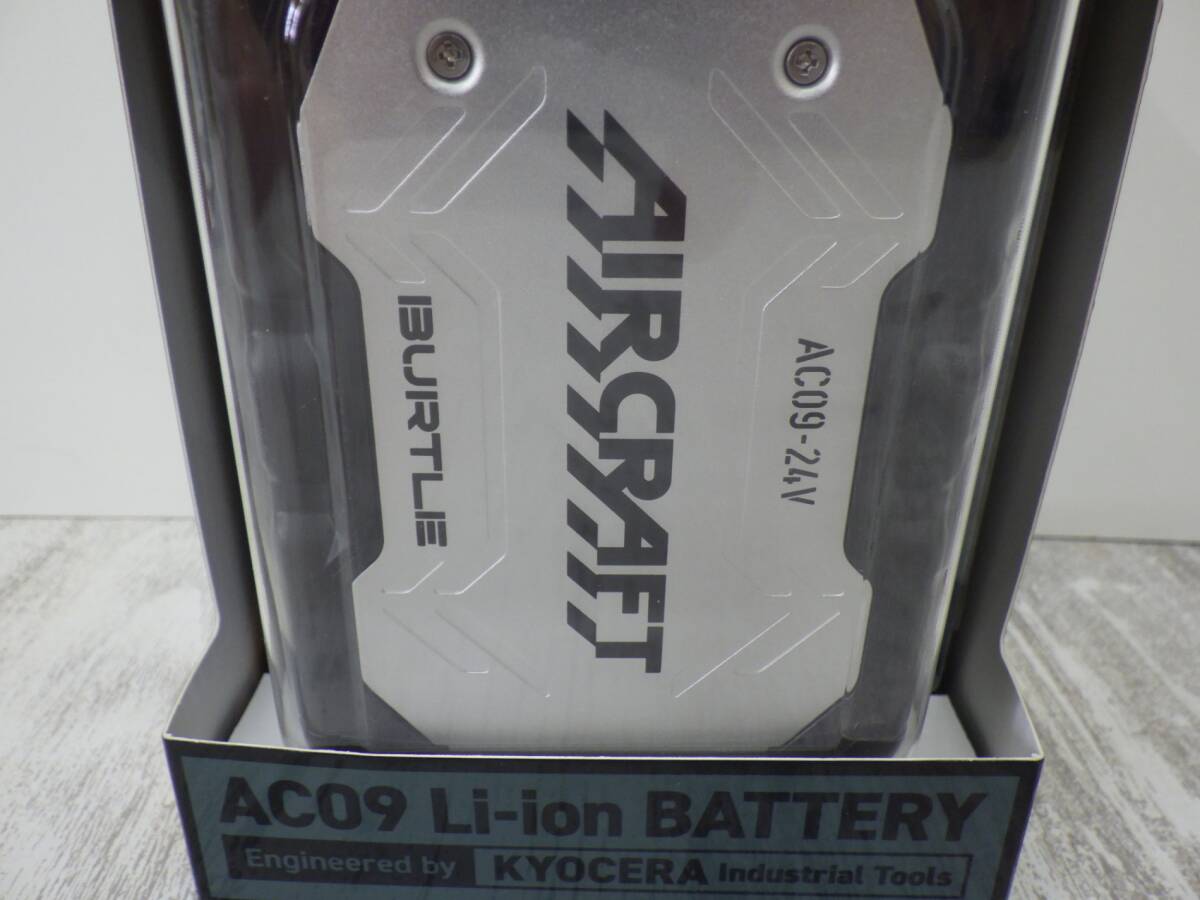 AIRCRAFT
BURTLE
AC09-24V
AC09 Li-ion BATTERY
Engineered by KYOCERA Industrial Tools